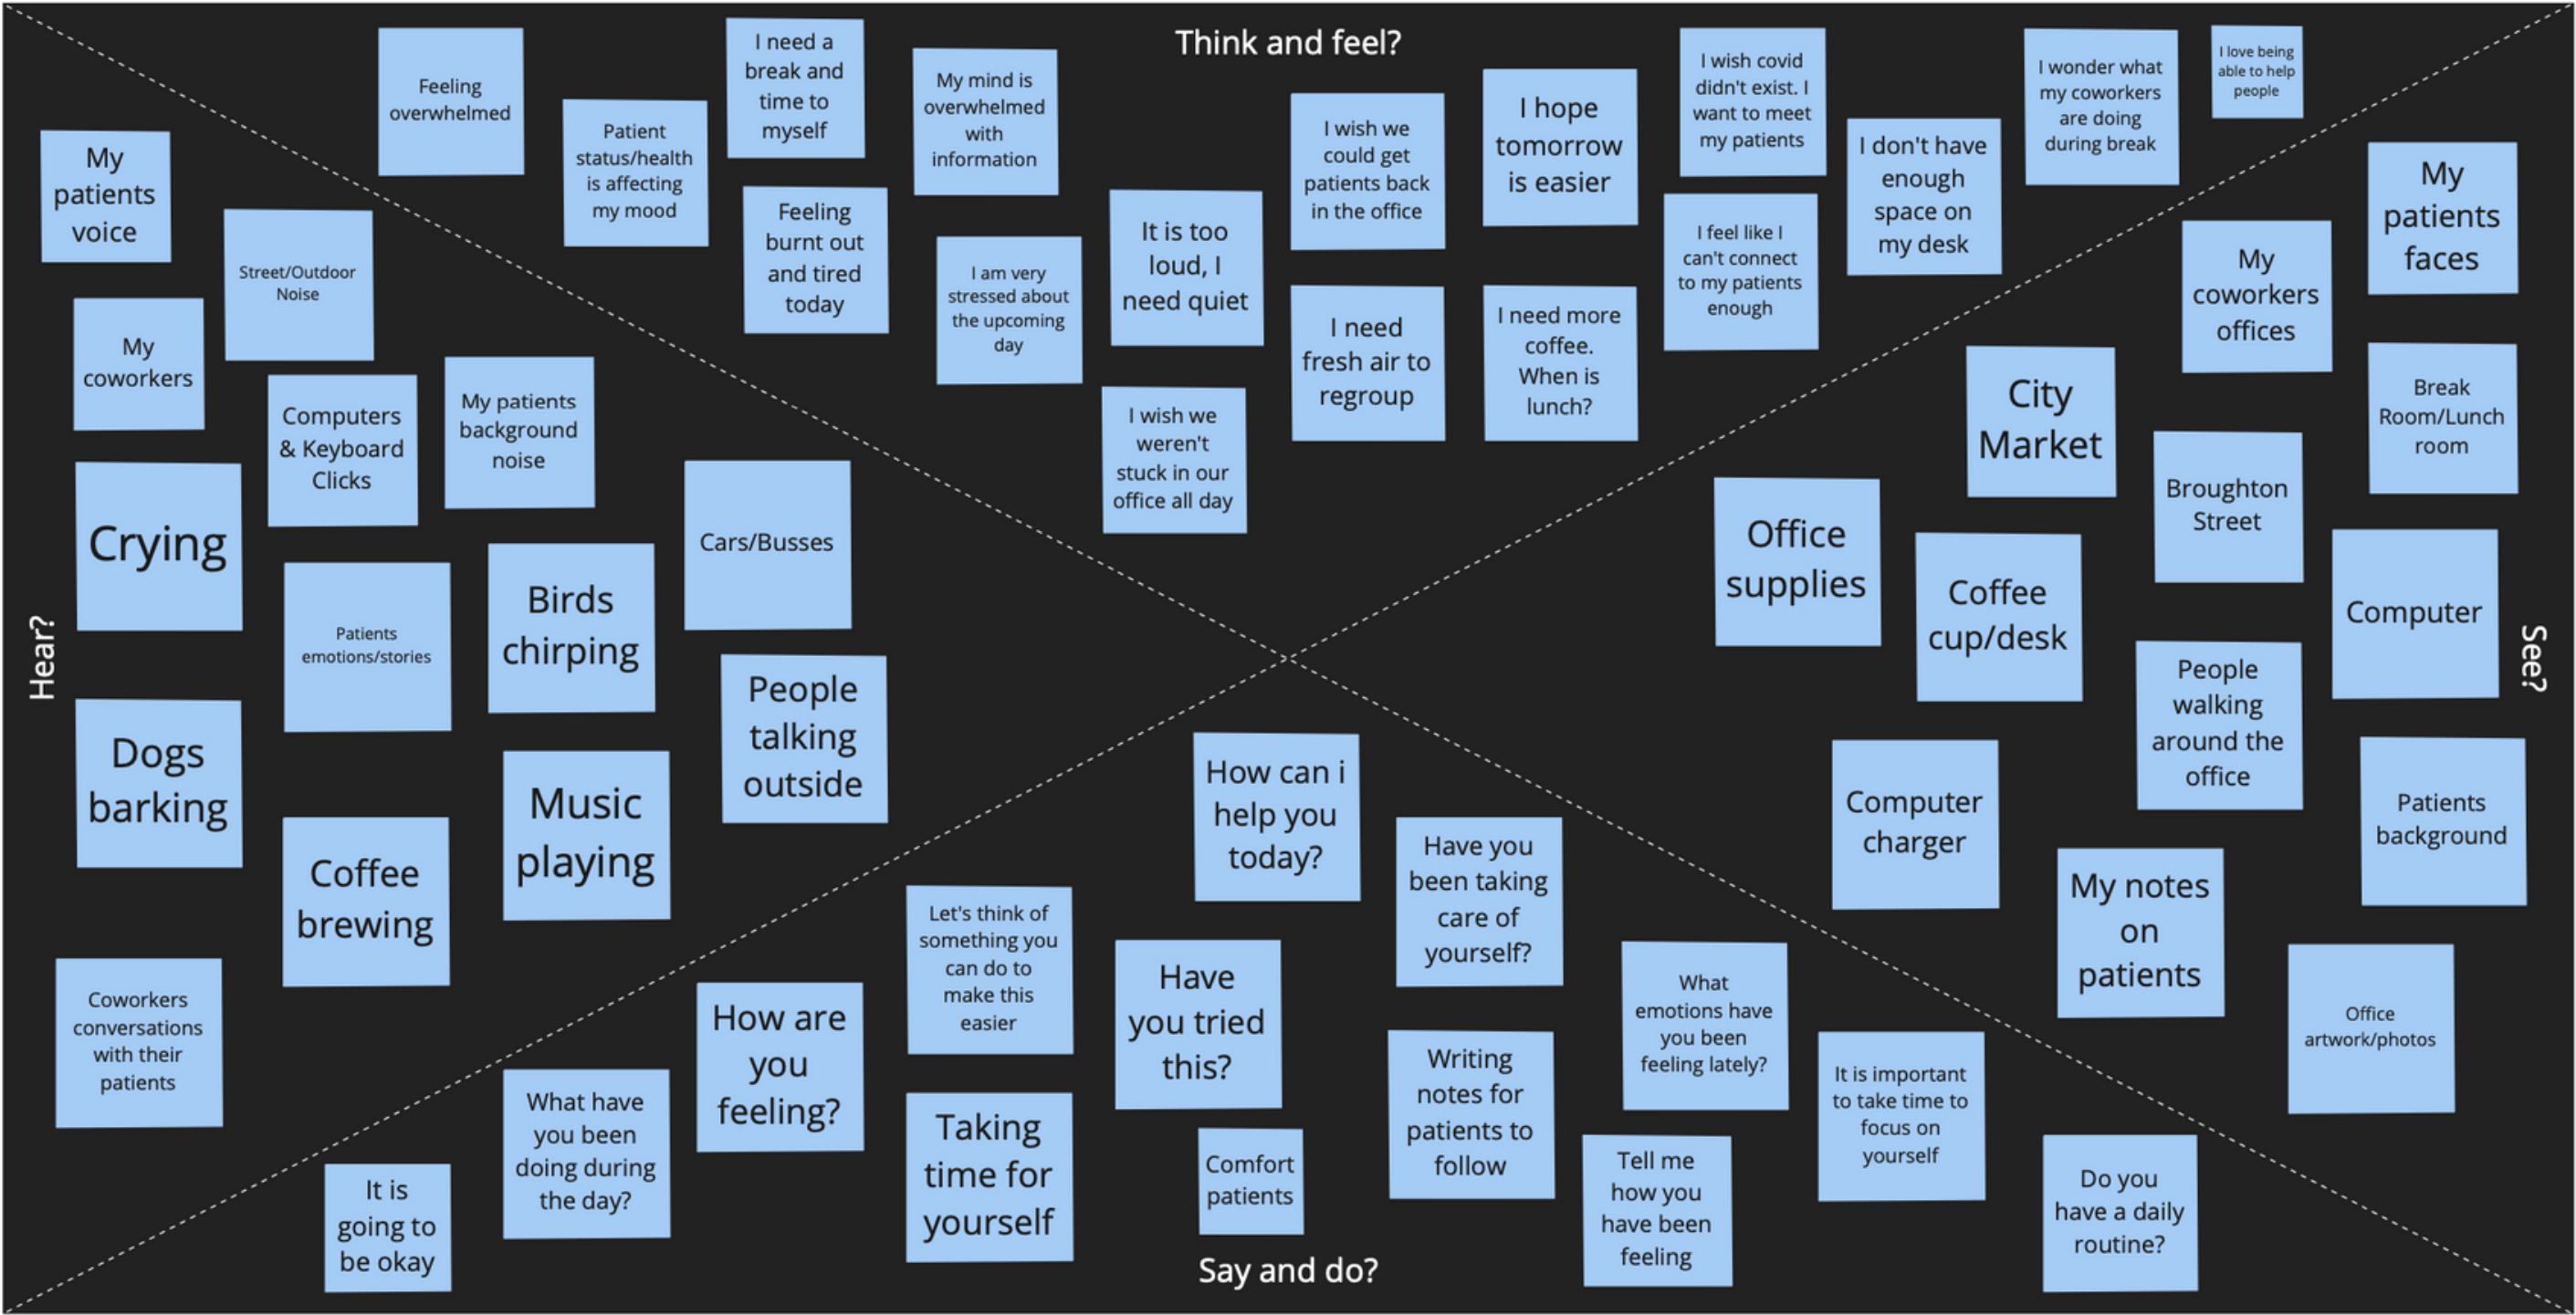 Think and feel?
Feeling
overwhelmed
Patient
status/health
is affecting
my mood
I need a
break and
time to
myself
Feeling
burnt out
and tired
today
My mind is
overwhelmed
with
information
I am very
stressed about
the upcoming
day
It is too
loud, I
need quiet
I wish we
weren't
stuck in our
office all day
I wish we
could get
patients back
in the office
I need
fresh air to
regroup
I hope
tomorrow
is easier
I need more
coffee.
When is
lunch?
I wish covid
didn't exist. I
want to meet
my patients
I feel like I
can't connect
to my patients
enough
I don't have
enough
space on
my desk
I wonder what
my coworkers
are doing
during break
I love being
able to help
people
Hear?
My
patients
voice
Street/Outdoor
Noise
My
coworkers
Computers
& Keyboard
Clicks
My patients
background
noise
Crying
Patients
emotions/stories
Birds
chirping
Cars/Busses
People
talking
outside
Dogs
barking
Coffee
brewing
Music
playing
Coworkers
conversations
with their
patients
See?
My
patients
faces
My
coworkers
offices
City
Market
Break
Room/Lunch
room
Broughton
Street
Office
supplies
Coffee
cup/desk
Computer
People
walking
around the
office
Computer
charger
Patients
background
My notes
on
patients
Office
artwork/photos
Say and do?
How can i
help you
today?
Have you
been taking
care of
yourself?
Let's think of
something you
can do to
make this
easier
Have
you tried
this?
What
emotions have
you been
feeling lately?
How are
you
feeling?
What have
you been
doing during
the day?
It is
going to
be okay
Taking
time for
yourself
Comfort
patients
Writing
notes for
patients to
follow
Tell me
how you
have been
feeling
It is important
to take time to
focus on
yourself
Do you
have a daily
routine?